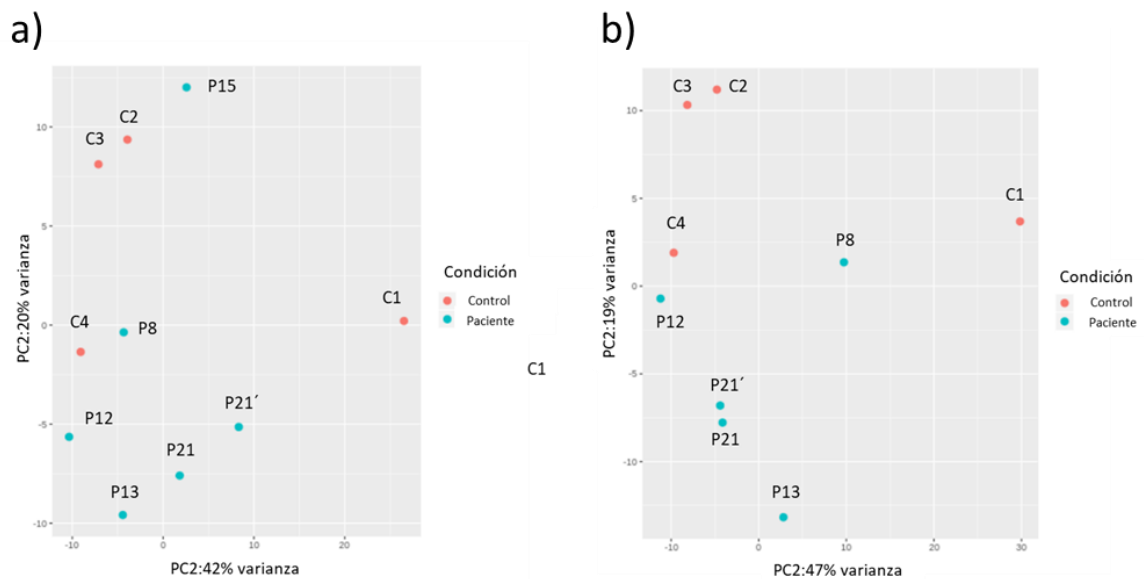 a)
P15
C2
C3
10
5
C1
0
C4
P8
P12
P21´
-5
P21
P13
-10
-10
0
10
20
PC2:20% varianza
PC2:42% varianza
Condición
Control
Paciente
C1
b)
C3
C2
10
C1
5
C4
P8
0
P12
-5
P21´
P21
-10
P13
-10
0
10
20
30
PC2:19% varianza
PC2:47% varianza
Condición
Control
Paciente